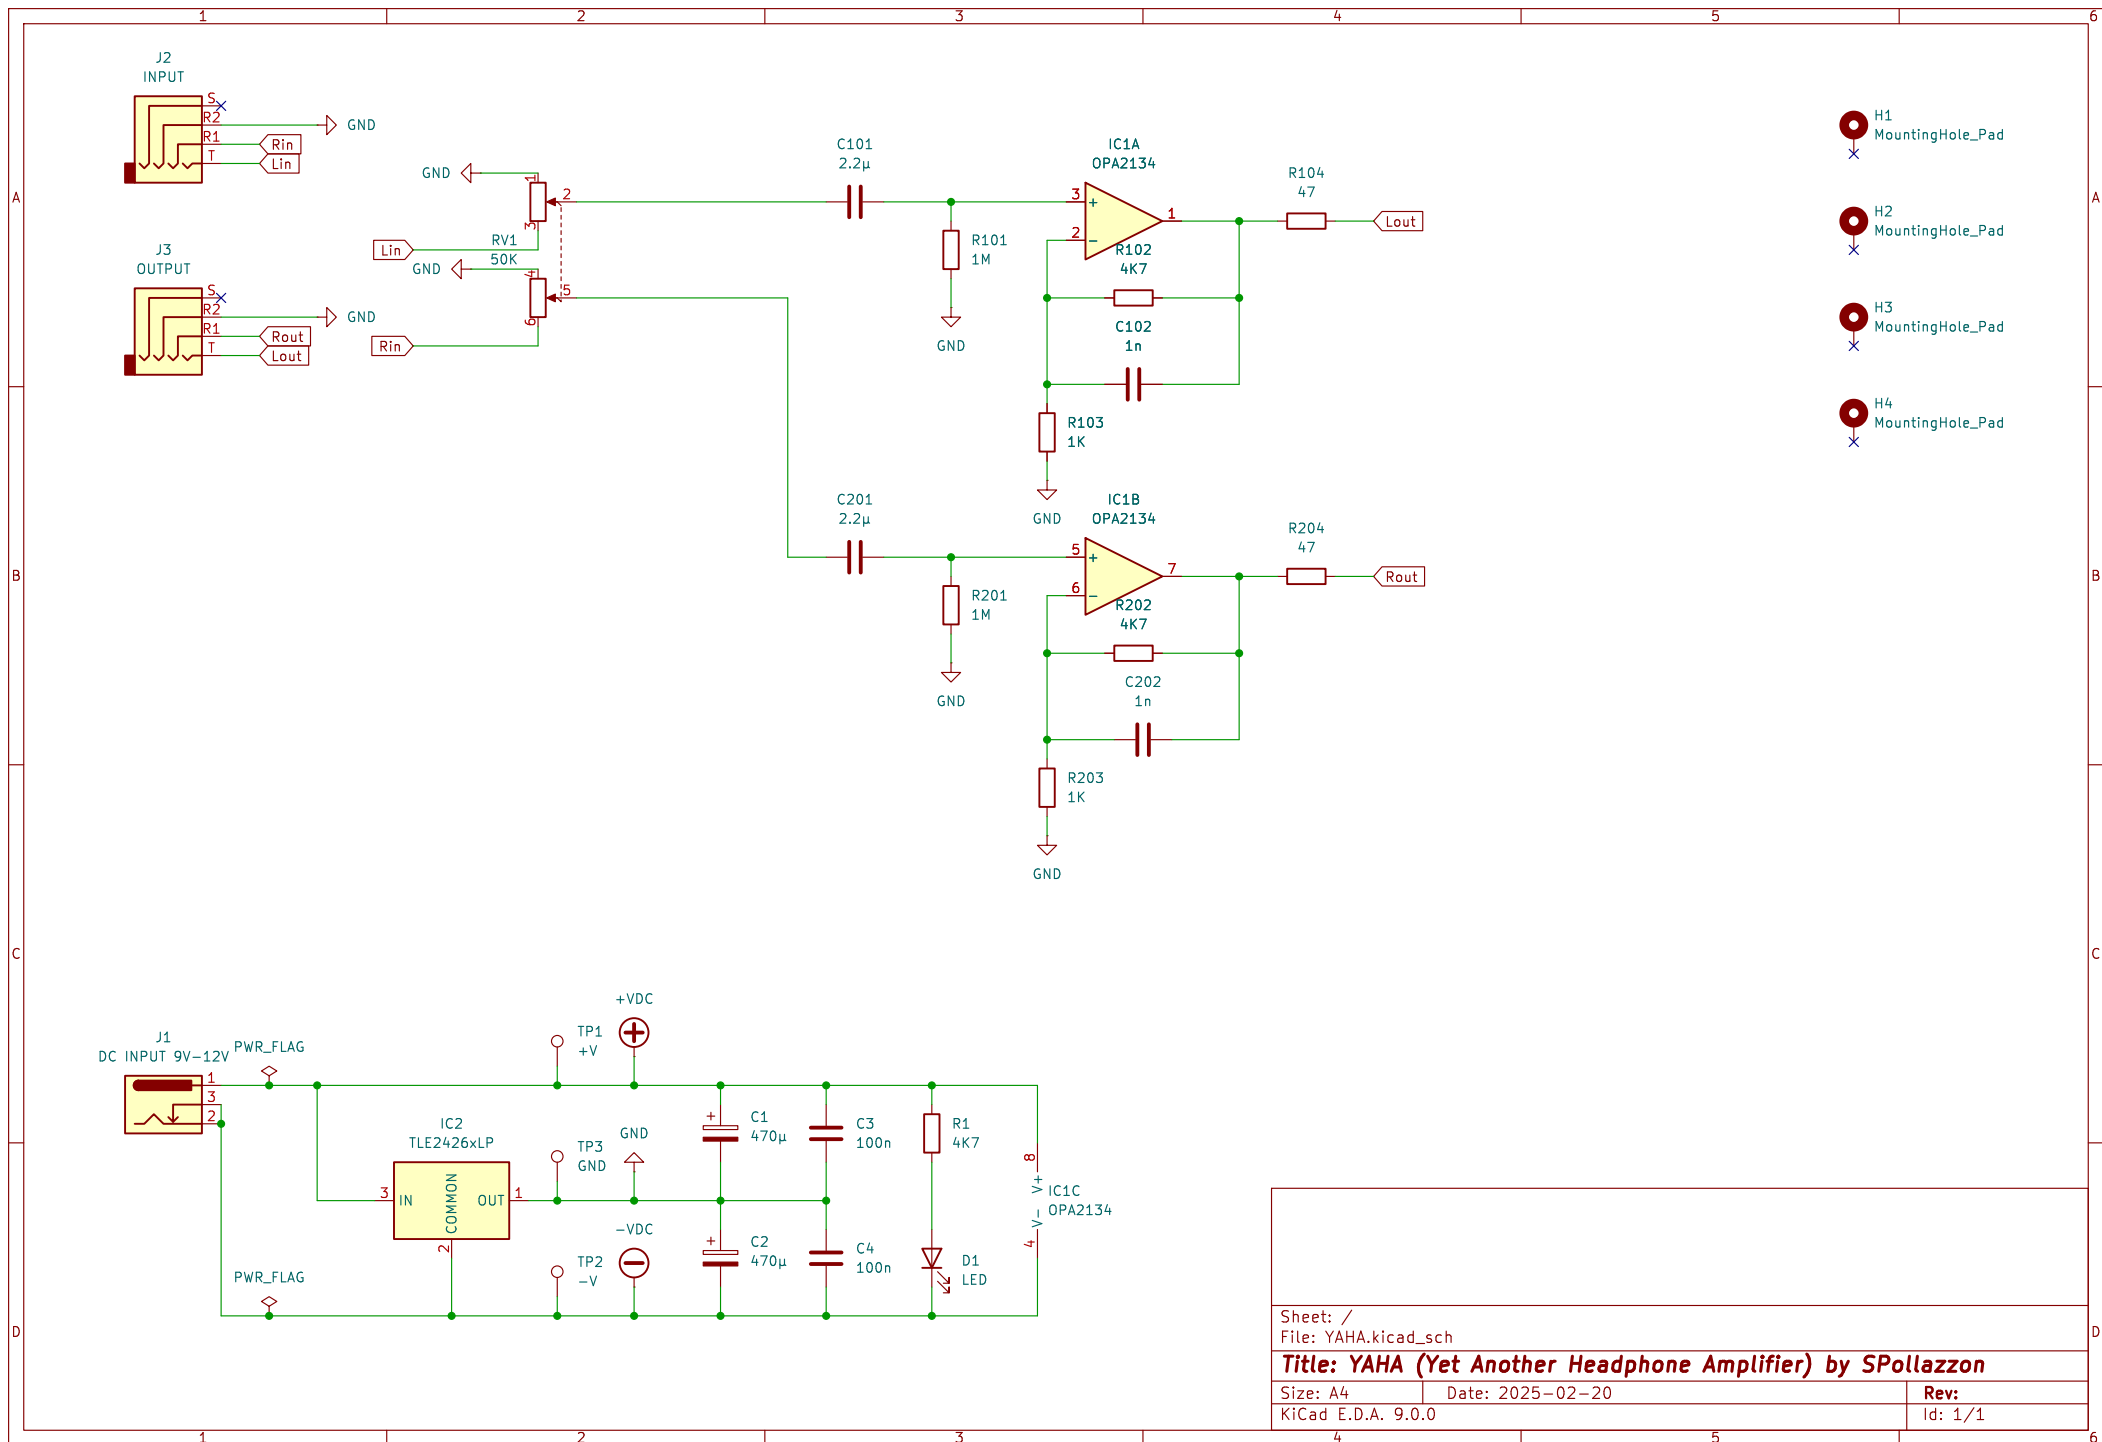 1 2 3 4 5 6
A
B
C
D
A
B
C
D
1 2 3 4 5 6
J2
INPUT
S
R2
R1
T
GND
Rin
Lin
J3
OUTPUT
S
R2
R1
T
GND
Rout
Lout
GND
1
2
3
Lin
RV1
50K
GND
4
5
6
Rin
C101
2.2µ
R101
1M
GND
IC1A
OPA2134
3
+
2
−
1
R102
4K7
C102
1n
R103
1K
GND
R104
47
Lout
C201
2.2µ
R201
1M
GND
IC1B
OPA2134
5
+
6
−
7
R202
4K7
C202
1n
R203
1K
GND
R204
47
Rout
H1
MountingHole_Pad
H2
MountingHole_Pad
H3
MountingHole_Pad
H4
MountingHole_Pad
J1
DC INPUT 9V−12V
1
3
2
PWR_FLAG
PWR_FLAG
IC2
TLE2426xLP
3
IN
COMMON
OUT
1
2
TP1
+V
+VDC
TP3
GND
GND
TP2
−V
−VDC
+
C1
470µ
+
C2
470µ
C3
100n
C4
100n
R1
4K7
D1
LED
8
V+
V−
4
IC1C
OPA2134
Sheet: /
File: YAHA.kicad_sch
Title: YAHA (Yet Another Headphone Amplifier) by SPollazzon
Size: A4
Date: 2025−02−20
Rev:
KiCad E.D.A. 9.0.0
Id: 1/1